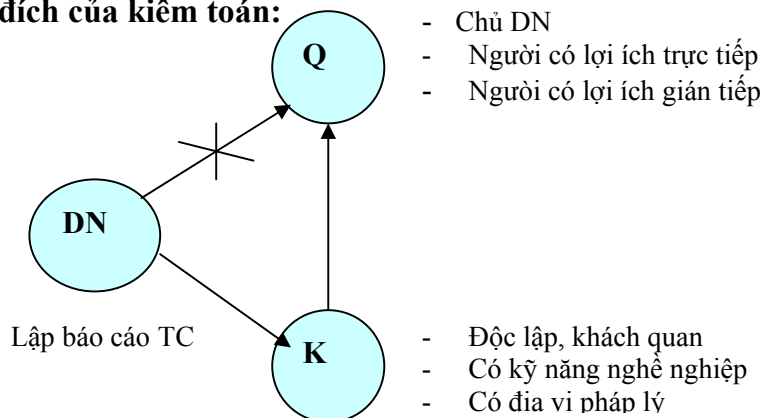 đích của kiểm toán:
Q
- Chủ DN
- Người có lợi ích trực tiếp
- Nguòi có lợi ích gián tiếp
DN
Lập báo cáo TC
K
- Độc lập, khách quan
- Có kỹ năng nghề nghiệp
- Có địa vị pháp lý